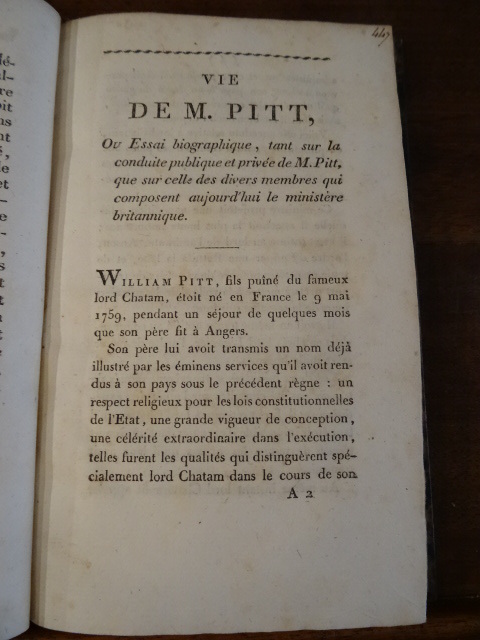 447
VIE
DE M. PITT,
OU Essai biographique, tant sur la
conduite publique et privée de M. Pitt,
que sur celle des divers membres qui
composent aujourd'hui le ministère
britannique.
WILLIAM PITT, fils puîné du fameux
lord Chatam, étoit né en France le 9 mai
1759, pendant un séjour de quelques mois
que son père fit à Angers.
Son père lui avoit transmis un nom déjà
illustré par les éminens services qu'il avoit ren-
dus à son pays sous le précédent règne : un
respect religieux pour les lois constitutionnelles
de l'Etat, une grande vigueur de conception,
une célérité extraordinaire dans l'exécution,
telles furent les qualités qui distinguèrent spé-
cialement lord Chatam dans le cours de son
A 2